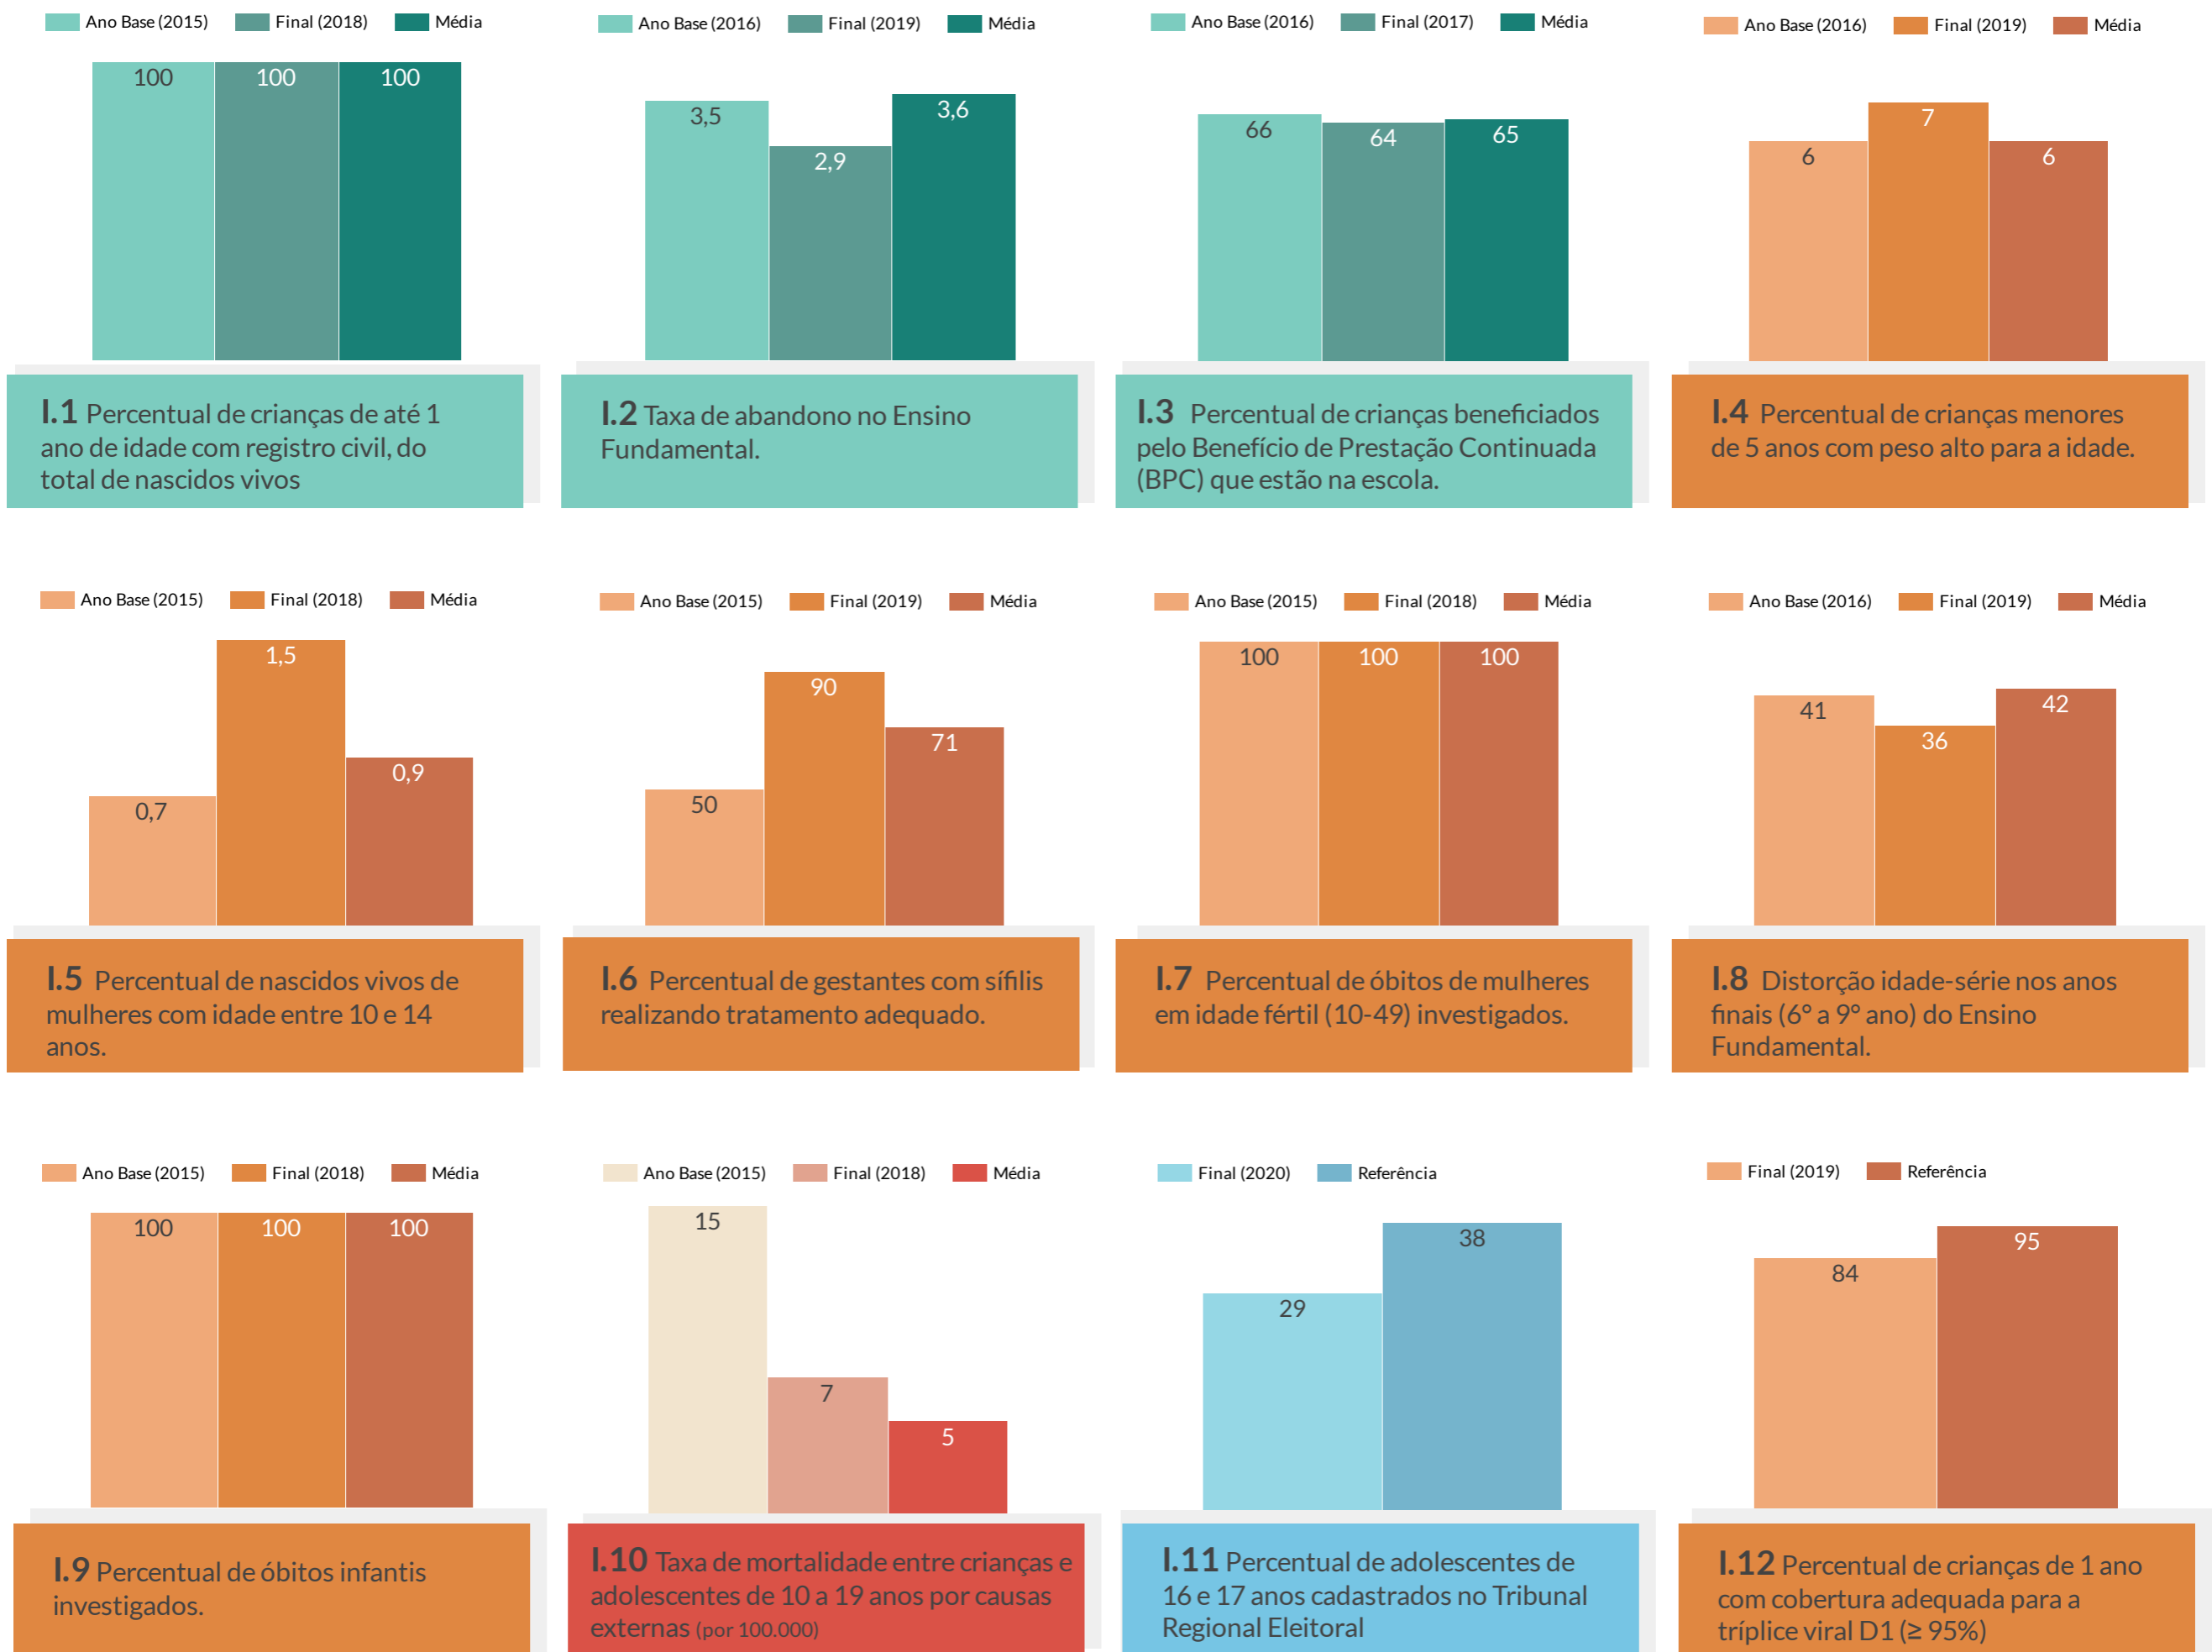 Ano Base (2015) Final (2018) Média
100 100 100
I.1 Percentual de crianças de até 1
ano de idade com registro civil, do
total de nascidos vivos
Ano Base (2016) Final (2019) Média
3,5 2,9 3,6
I.2 Taxa de abandono no Ensino
Fundamental.
Ano Base (2016) Final (2017) Média
66 64 65
I.3 Percentual de crianças beneficiados
pelo Benefício de Prestação Continuada
(BPC) que estão na escola.
Ano Base (2016) Final (2019) Média
6 7 6
I.4 Percentual de crianças menores
de 5 anos com peso alto para a idade.
Ano Base (2015) Final (2018) Média
0,7 1,5 0,9
I.5 Percentual de nascidos vivos de
mulheres com idade entre 10 e 14
anos.
Ano Base (2015) Final (2019) Média
50 90 71
I.6 Percentual de gestantes com sífilis
realizando tratamento adequado.
Ano Base (2015) Final (2018) Média
100 100 100
I.7 Percentual de óbitos de mulheres
em idade fértil (10-49) investigados.
Ano Base (2016) Final (2019) Média
41 36 42
I.8 Distorção idade-série nos anos
finais (6° a 9° ano) do Ensino
Fundamental.
Ano Base (2015) Final (2018) Média
100 100 100
I.9 Percentual de óbitos infantis
investigados.
Ano Base (2015) Final (2018) Média
15 7 5
I.10 Taxa de mortalidade entre crianças e
adolescentes de 10 a 19 anos por causas
externas (por 100.000)
Final (2020) Referência
29 38
I.11 Percentual de adolescentes de
16 e 17 anos cadastrados no Tribunal
Regional Eleitoral
Final (2019) Referência
84 95
I.12 Percentual de crianças de 1 ano
com cobertura adequada para a
tríplice viral D1 (≥ 95%)